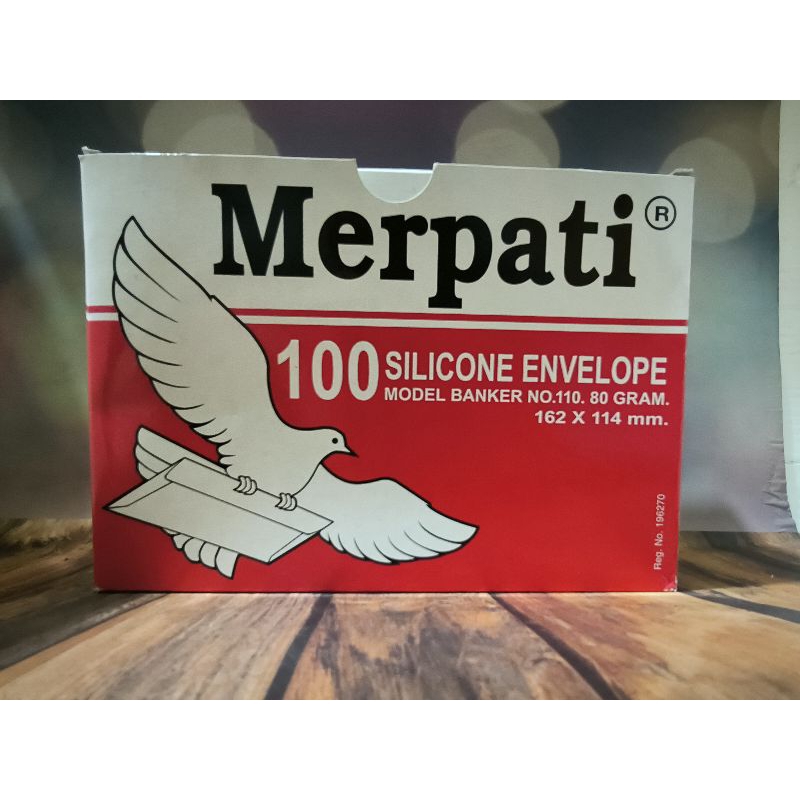 Merpati®
100 SILICONE ENVELOPE
MODEL BANKER NO.110. 80 GRAM.
162 X 114 mm.
Reg. No. 196270